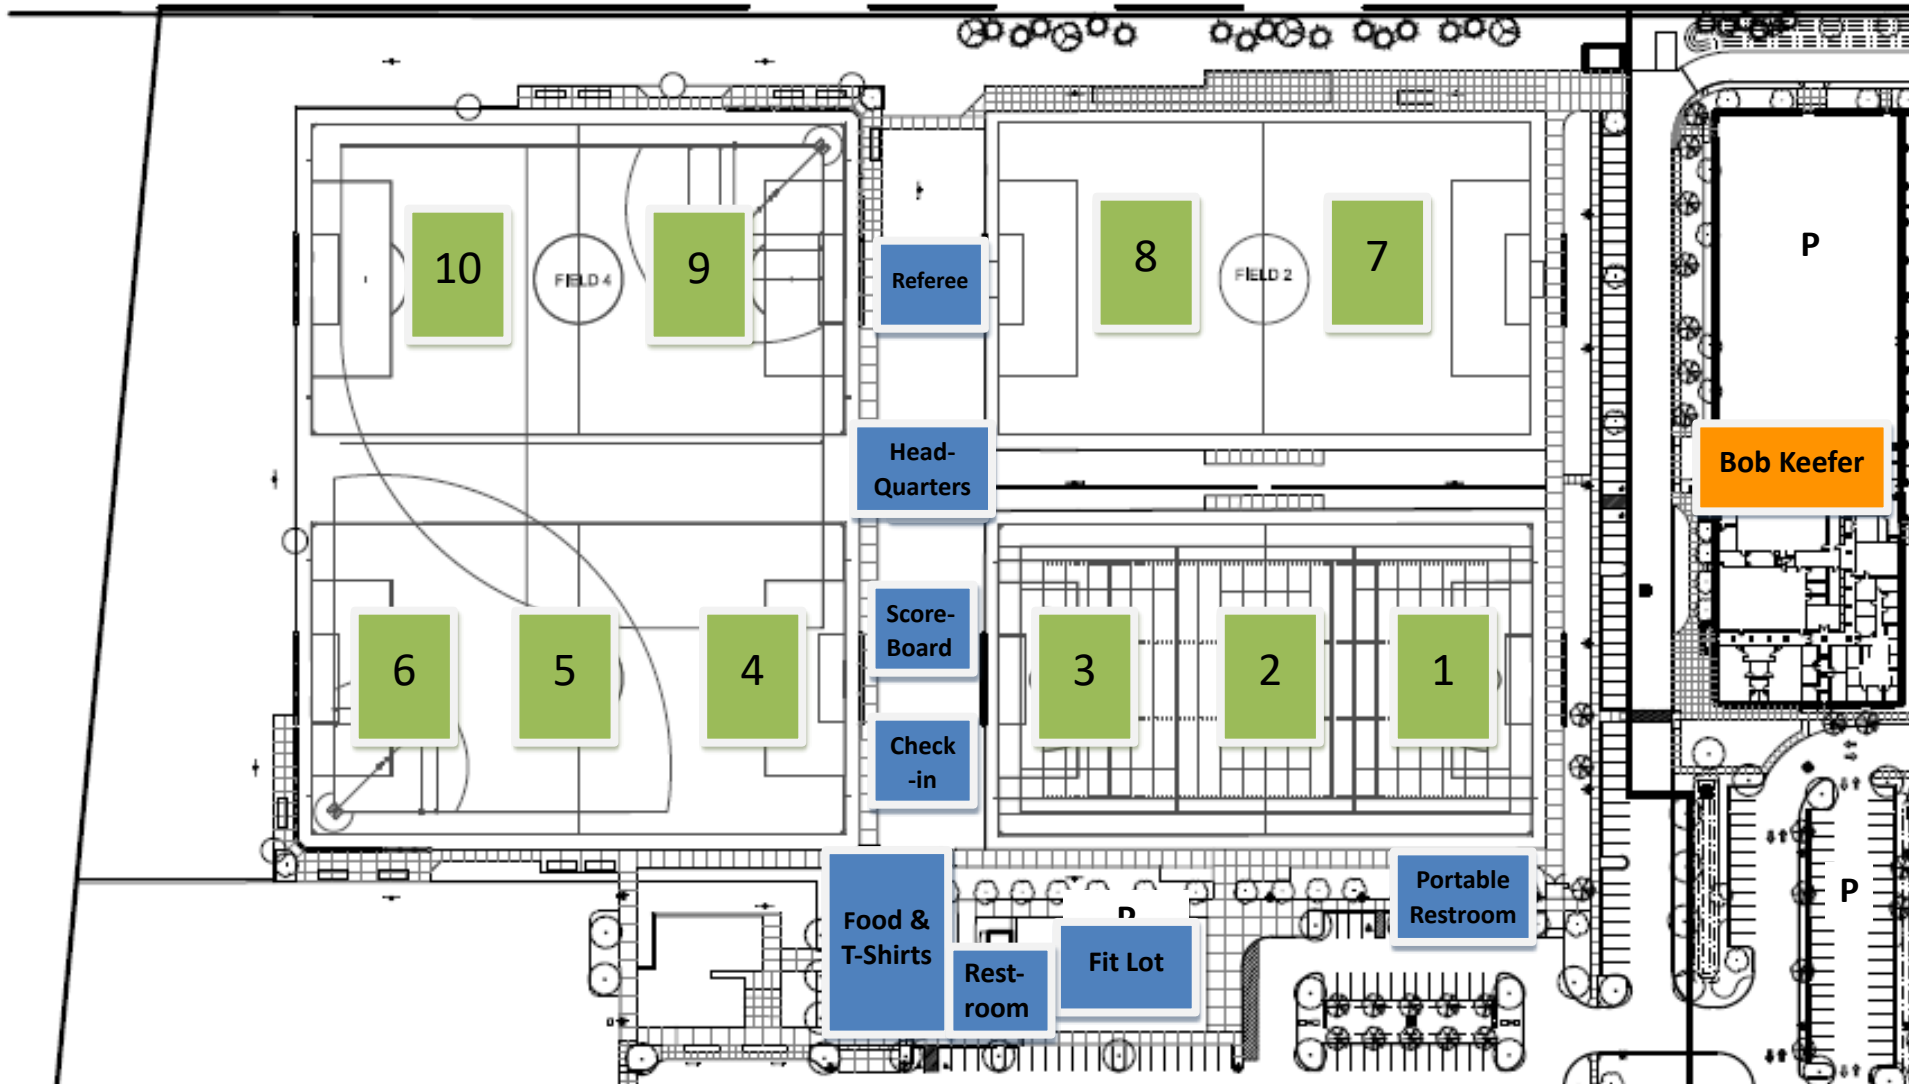 P
10
9
8
7
FIELD 4
FIELD 2
Referee
Head-
Quarters
Bob Keefer
Score-
Board
6
5
4
3
2
1
Check
-in
Portable
Restroom
P
P
Food &
T-Shirts
Fit Lot
Rest-
room